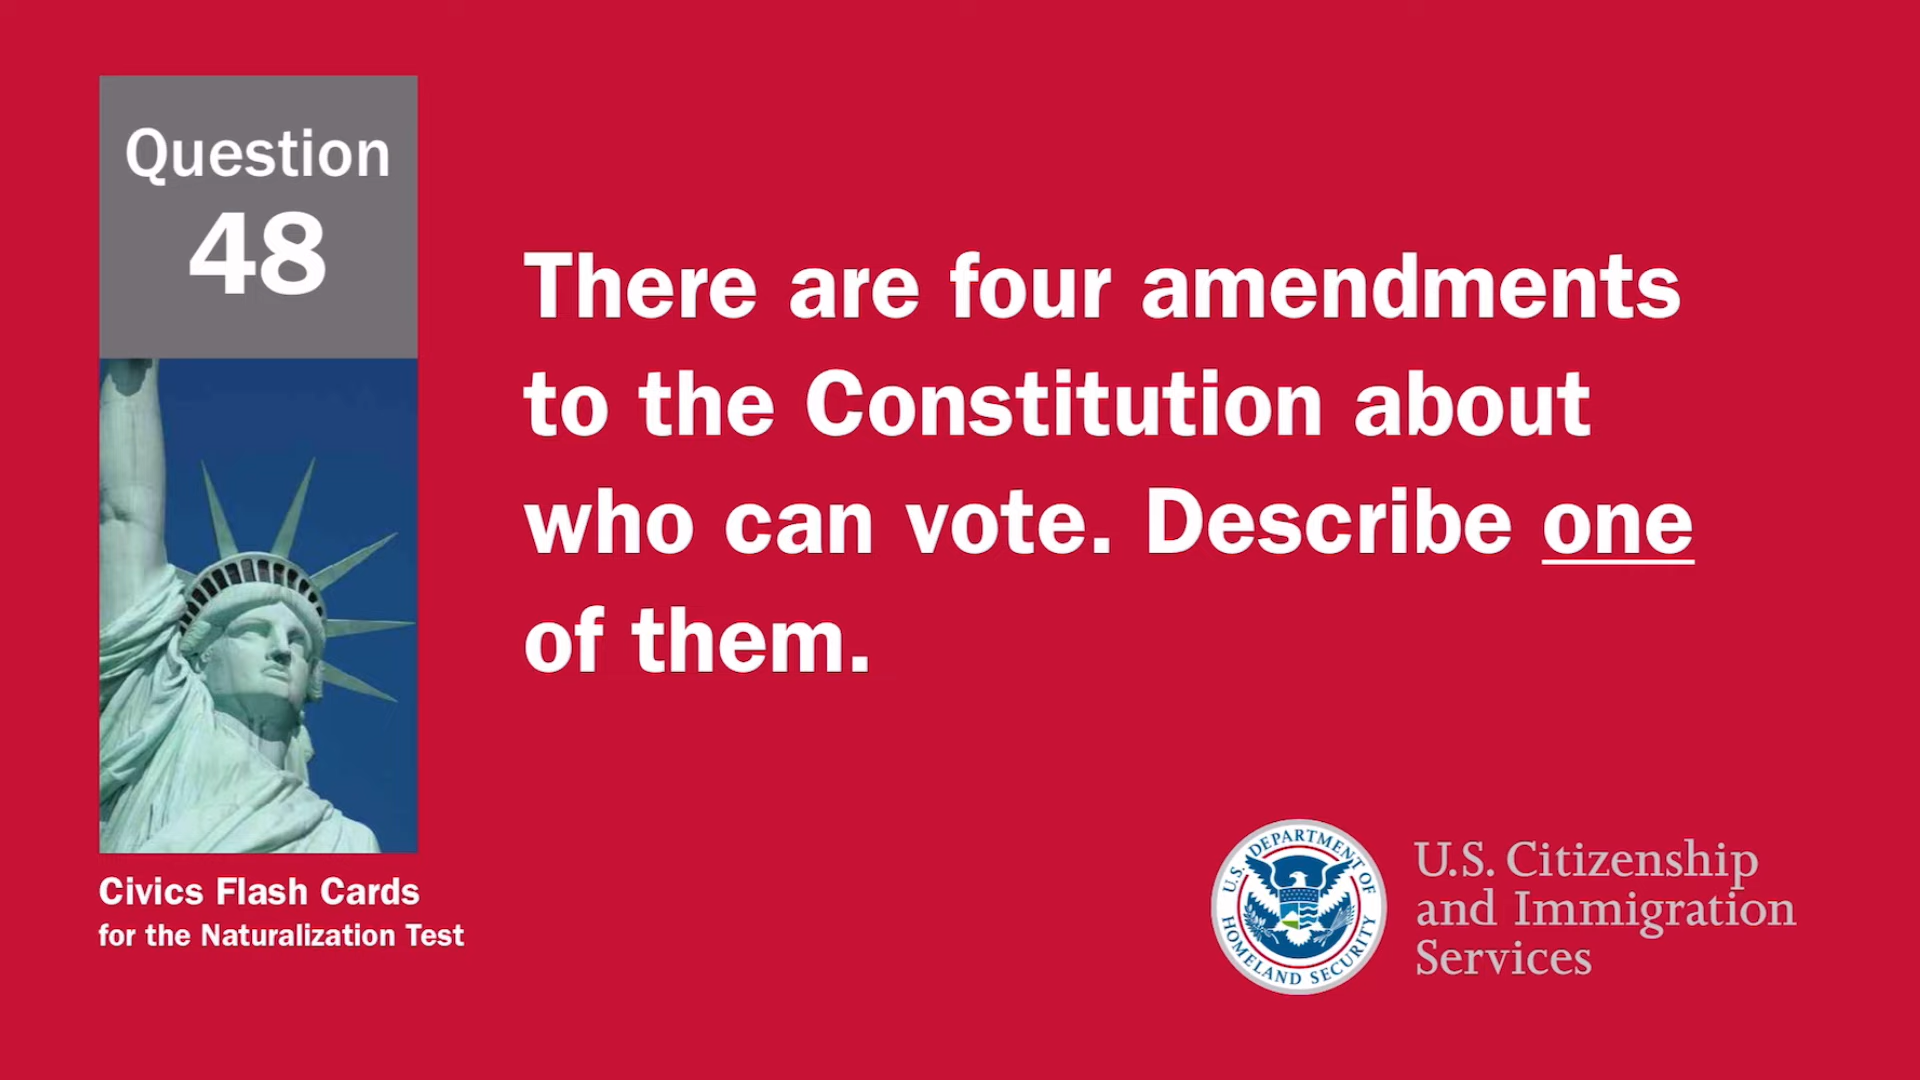 Question
48
There are four amendments
to the Constitution about
who can vote. Describe one
of them.
Civics Flash Cards
for the Naturalization Test
U.S. DEPARTMENT OF
HOMELAND SECURITY
U.S. Citizenship
and Immigration
Services